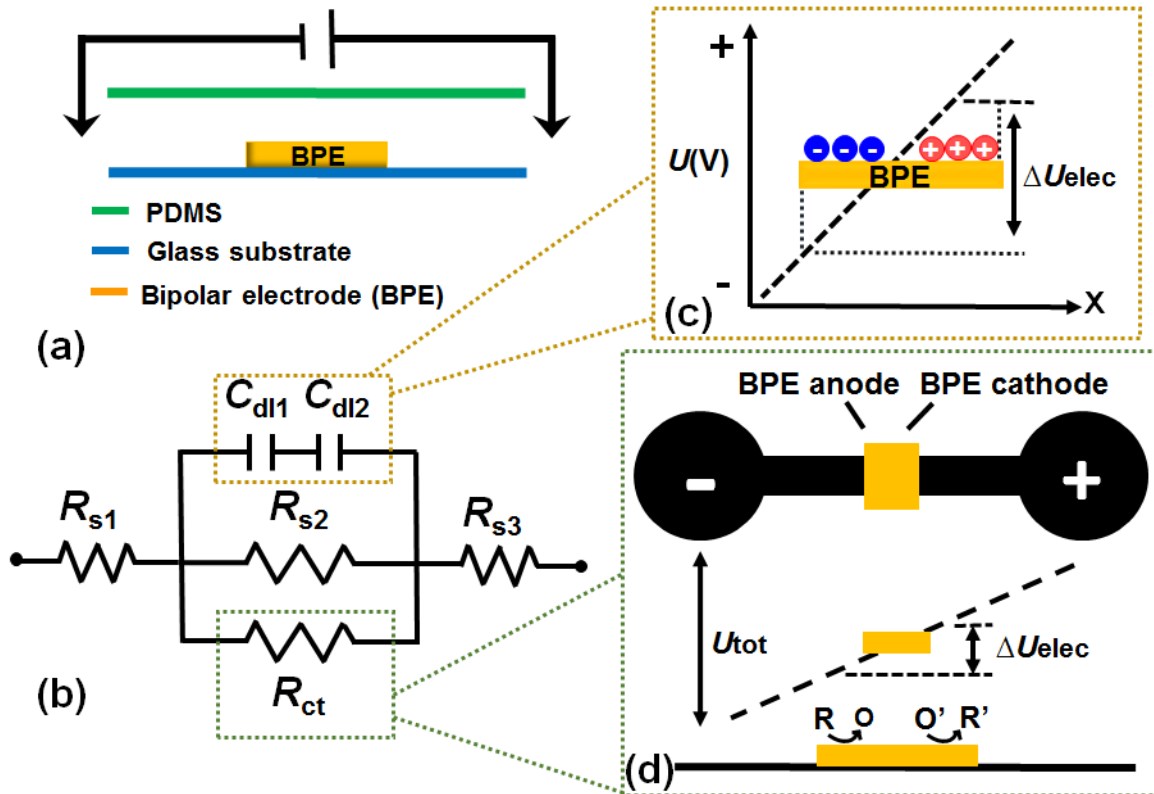 BPE
PDMS
Glass substrate
Bipolar electrode (BPE)
(a)
+
U(V)
-
- - -
+ + +
BPE
ΔUelec
X
(c)
Cdl1 Cdl2
Rs1
Rs2
Rs3
Rct
(b)
BPE anode BPE cathode
- +
Utot
ΔUelec
R O O' R'
(d)